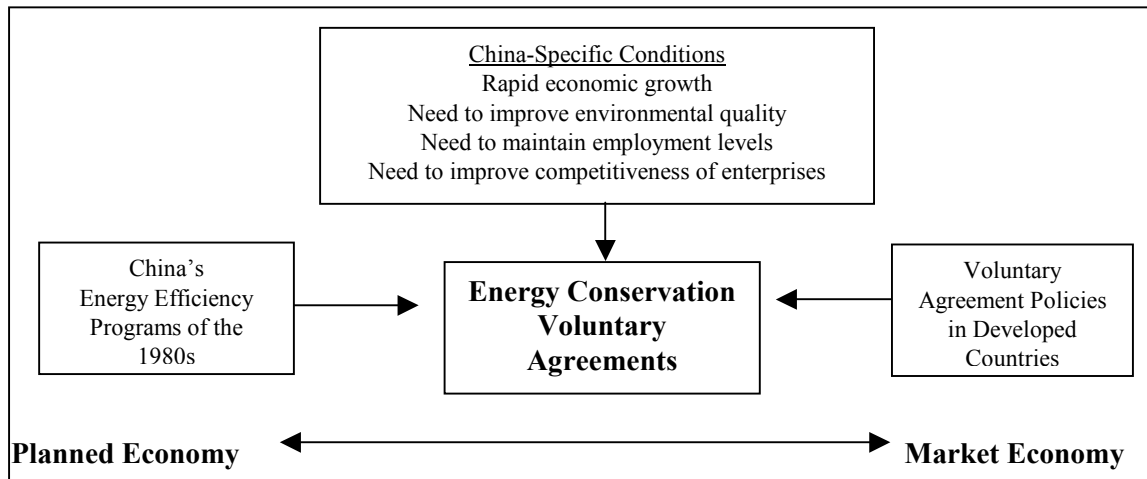 China-Specific Conditions
Rapid economic growth
Need to improve environmental quality
Need to maintain employment levels
Need to improve competitiveness of enterprises
China’s
Energy Efficiency
Programs of the
1980s
Energy Conservation
Voluntary
Agreements
Voluntary
Agreement Policies
in Developed
Countries
Planned Economy
Market Economy